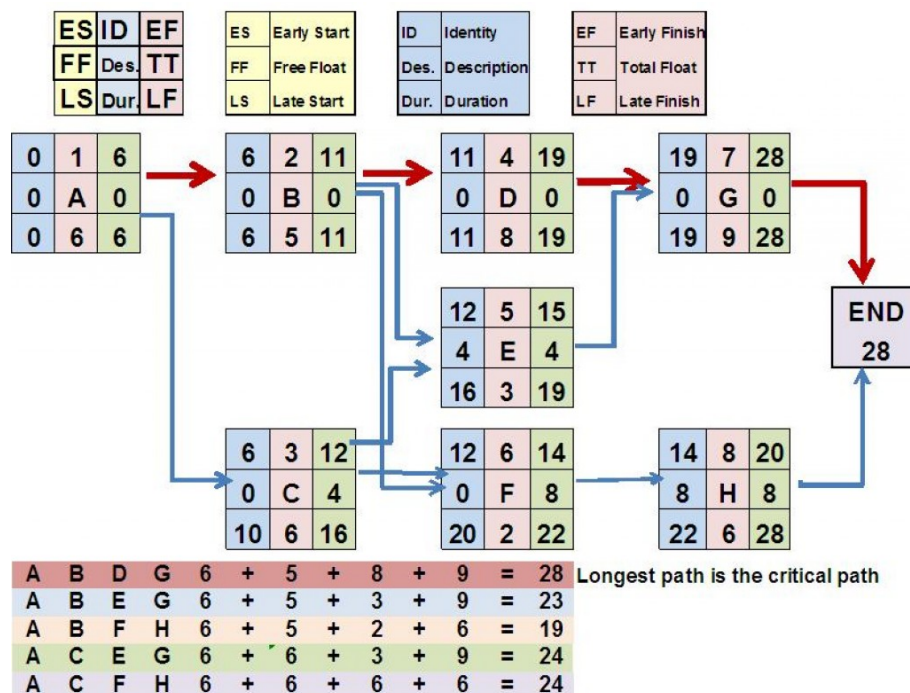 ES ID EF
FF Des. TT
LS Dur. LF
ES Early Start
FF Free Float
LS Late Start
ID Identity
Des. Description
Dur. Duration
EF Early Finish
TT Total Float
LF Late Finish
0 1 6
0 A 0
0 6 6
6 2 11
0 B 0
6 5 11
11 4 19
0 D 0
11 8 19
19 7 28
0 G 0
19 9 28
12 5 15
4 E 4
16 3 19
END
28
6 3 12
0 C 4
10 6 16
12 6 14
0 F 8
20 2 22
14 8 20
8 H 8
22 6 28
A B D G 6 + 5 + 8 + 9 = 28 Longest path is the critical path
A B E G 6 + 5 + 3 + 9 = 23
A B F H 6 + 5 + 2 + 6 = 19
A C E G 6 + 6 + 3 + 9 = 24
A C F H 6 + 6 + 6 + 6 = 24